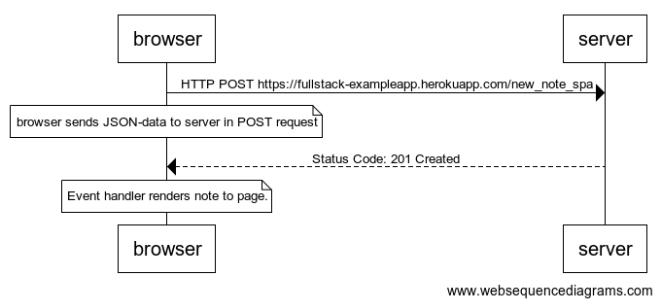 browser
server
HTTP POST https://fullstack-exampleapp.herokuapp.com/new_note_spa
browser sends JSON-data to server in POST request
Status Code: 201 Created
Event handler renders note to page.
browser
server
www.websequencediagrams.com